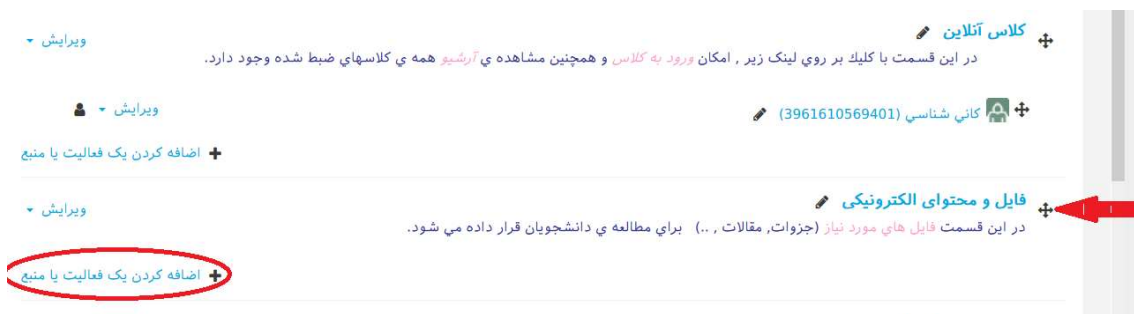 کلاس آنلاین
ویرایش
در این قسمت با کلیك بر روي لینک زیر , امکان ورود به کلاس و همچنین مشاهده ي آرشیو همه ي کلاسهاي ضبط شده وجود دارد.
کاني شناسي (3961610569401)
ویرایش
اضافه کردن یک فعالیت یا منبع
فایل و محتوای الکترونیکی
ویرایش
در این قسمت فایل هاي مورد نیاز (جزوات, مقالات , ..) براي مطالعه ي دانشجویان قرار داده مي شود.
اضافه کردن یک فعالیت یا منبع